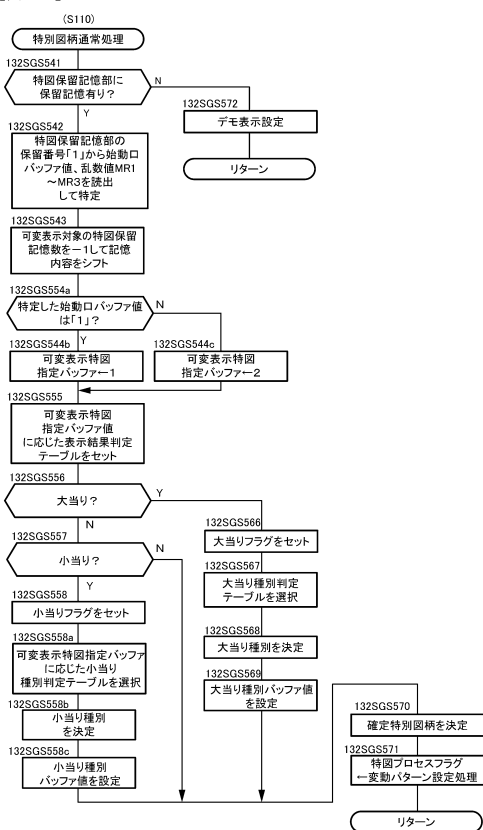 (S110)
特別図柄通常処理
132SGS541
特図保留記憶部に
保留記憶有り？
N
Y
132SGS572
デモ表示設定
リターン
132SGS542
特図保留記憶部の
保留番号「1」から始動口
バッファ値、乱数値MR1
～MR3を読出
して特定
132SGS543
可変表示対象の特図保留
記憶数を－1して記憶
内容をシフト
132SGS554a
特定した始動口バッファ値
は「1」？
N
Y
132SGS544b
可変表示特図
指定バッファ←1
132SGS544c
可変表示特図
指定バッファ←2
132SGS555
可変表示特図
指定バッファ値
に応じた表示結果判定
テーブルをセット
132SGS556
大当り？
Y
N
132SGS557
小当り？
N
Y
132SGS558
小当りフラグをセット
132SGS558a
可変表示特図指定バッファ
に応じた小当り
種別判定テーブルを選択
132SGS558b
小当り種別
を決定
132SGS558c
小当り種別
バッファ値を設定
132SGS566
大当りフラグをセット
132SGS567
大当り種別判定
テーブルを選択
132SGS568
大当り種別を決定
132SGS569
大当り種別バッファ値
を設定
132SGS570
確定特別図柄を決定
132SGS571
特図プロセスフラグ
←変動パターン設定処理
リターン